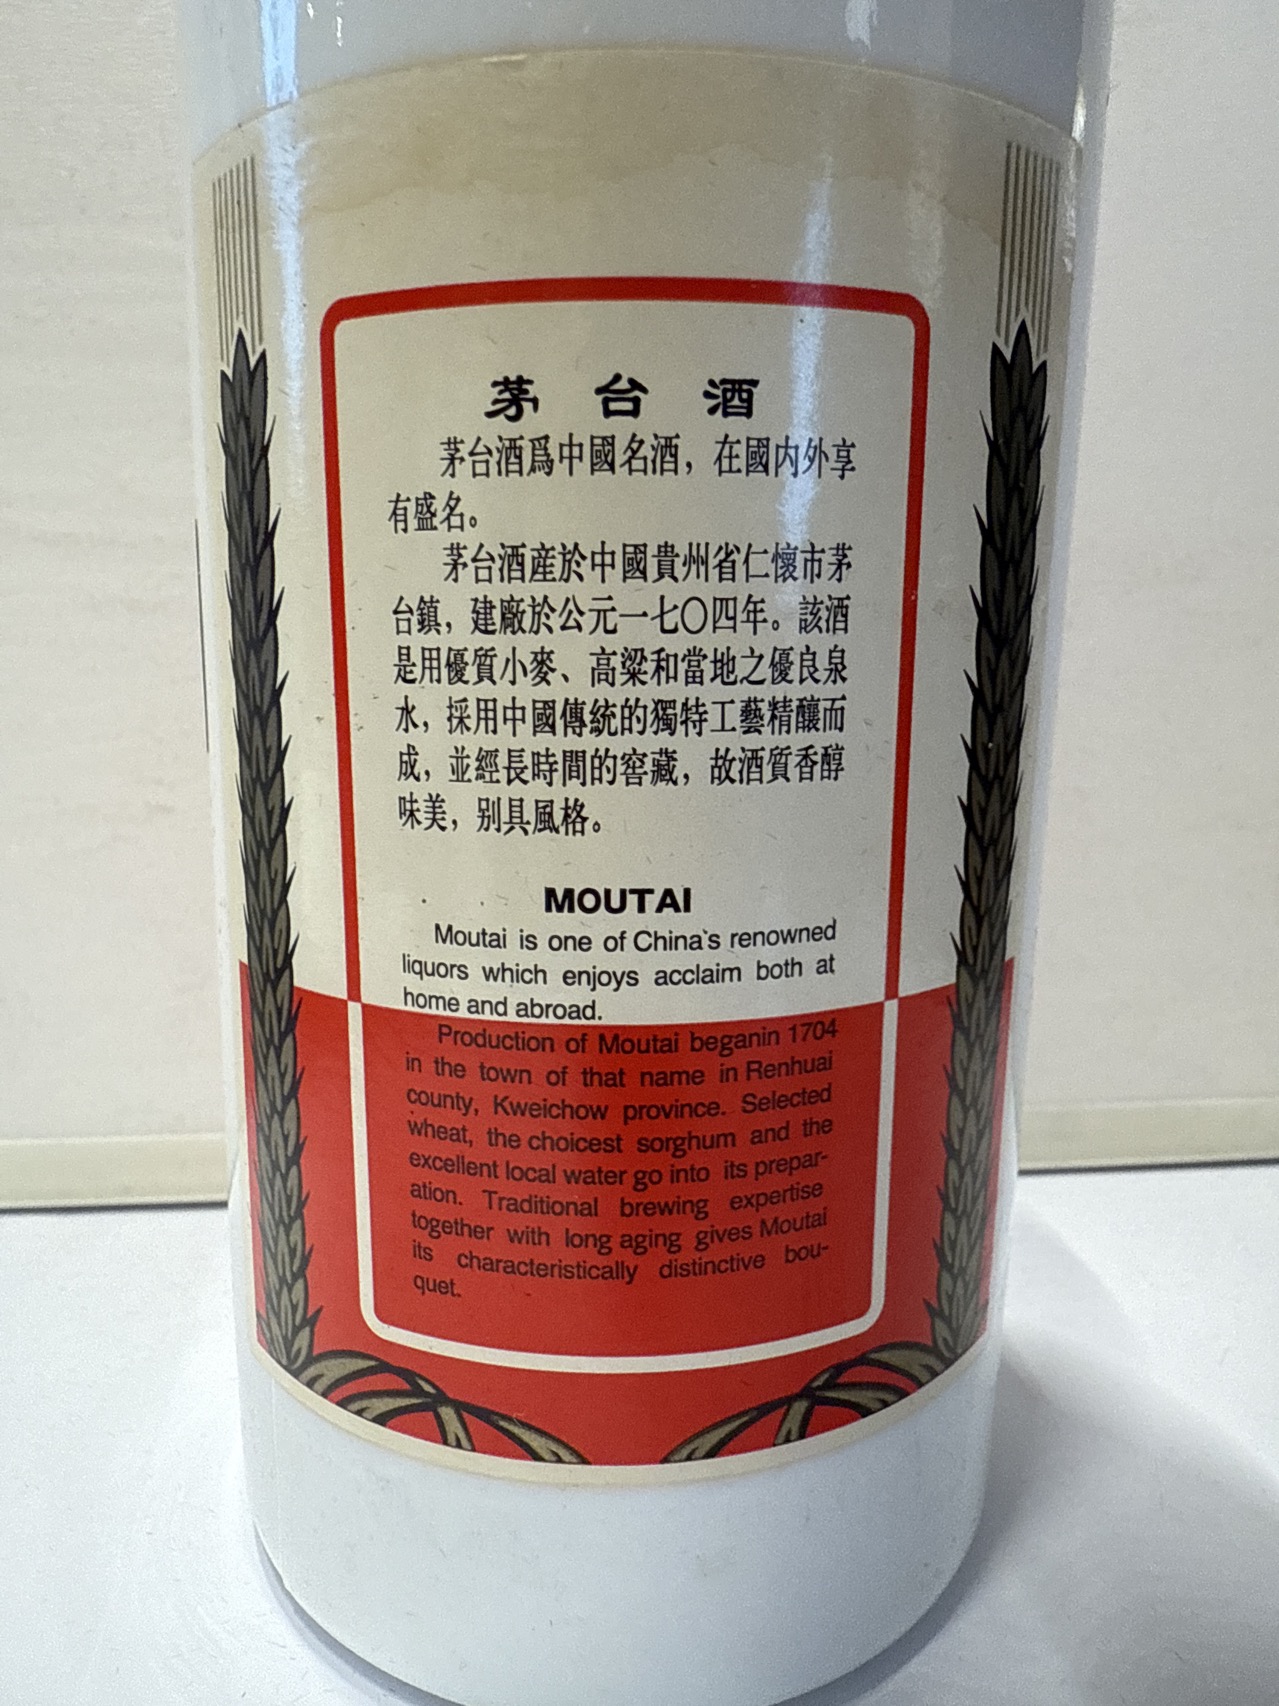 茅台酒
茅台酒爲中國名酒，在國内外享
有盛名。
茅台酒産於中國貴州省仁懷市茅
台鎮，建廠於公元一七〇四年。該酒
是用優質小麥、高粱和當地之優良泉
水，採用中國傳統的獨特工藝精釀而
成，並經長時間的窖藏，故酒質香醇
味美，别具風格。
MOUTAI
Moutai is one of China's renowned
liquors which enjoys acclaim both at
home and abroad.
Production of Moutai beganin 1704
in the town of that name in Renhuai
county, Kweichow province. Selected
wheat, the choicest sorghum and the
excellent local water go into its prepar-
ation. Traditional brewing expertise
together with long aging gives Moutai
its characteristically distinctive bou-
quet.